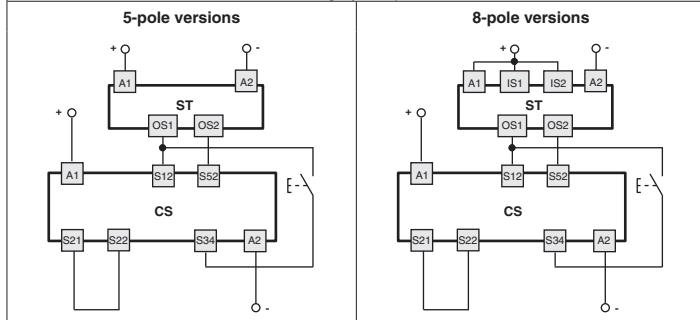 5-pole versions
+ -
A1 A2
ST
OS1 OS2
+
A1 S12 S52
CS
S21 S22 S34 A2
-
8-pole versions
+ -
A1 IS1 IS2 A2
ST
OS1 OS2
+
A1 S12 S52
CS
S21 S22 S34 A2
-